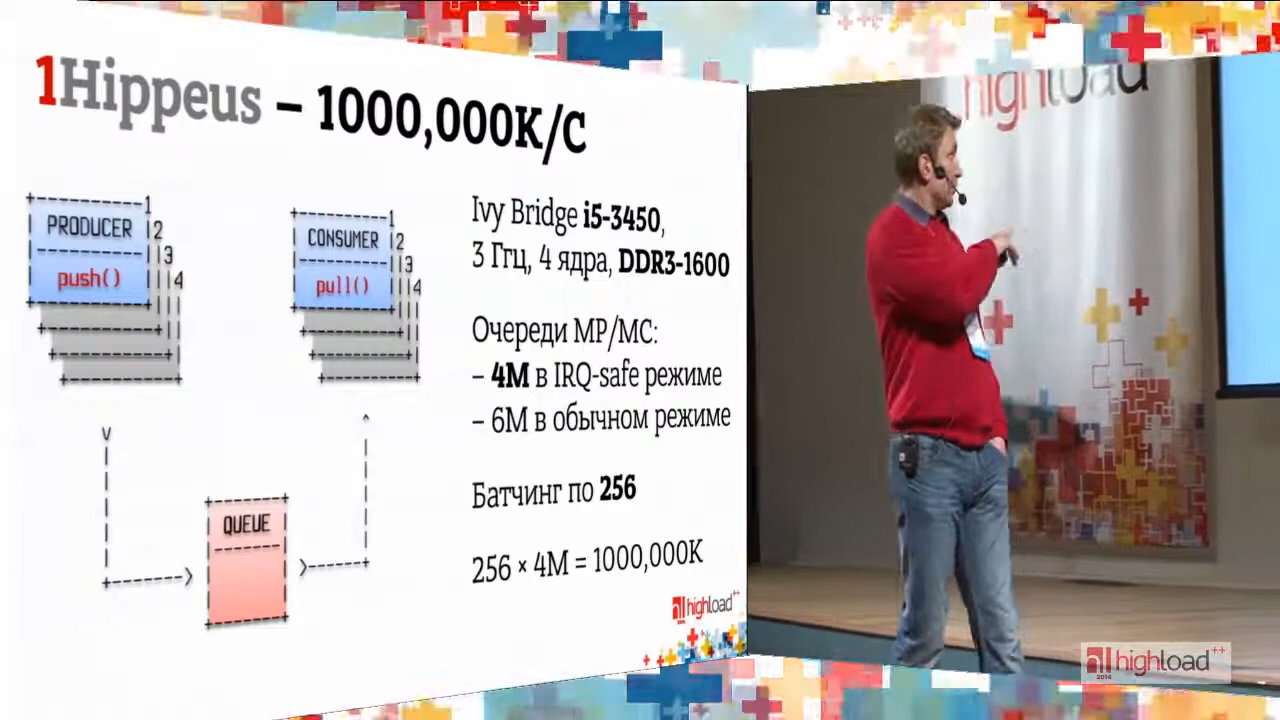 1Hippeus – 1000,000K/C
PRODUCER
push()
1
2
3
4
CONSUMER
pull()
1
2
3
4
QUEUE
Ivy Bridge i5-3450,
3 Ггц, 4 ядра, DDR3-1600
Очереди MP/MC:
– 4M в IRQ-safe режиме
– 6M в обычном режиме
Батчинг по 256
256 × 4M = 1000,000K
highload++
highload
highload++
2014